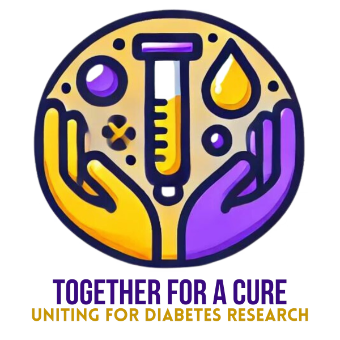 TOGETHER FOR A CURE
UNITING FOR DIABETES RESEARCH